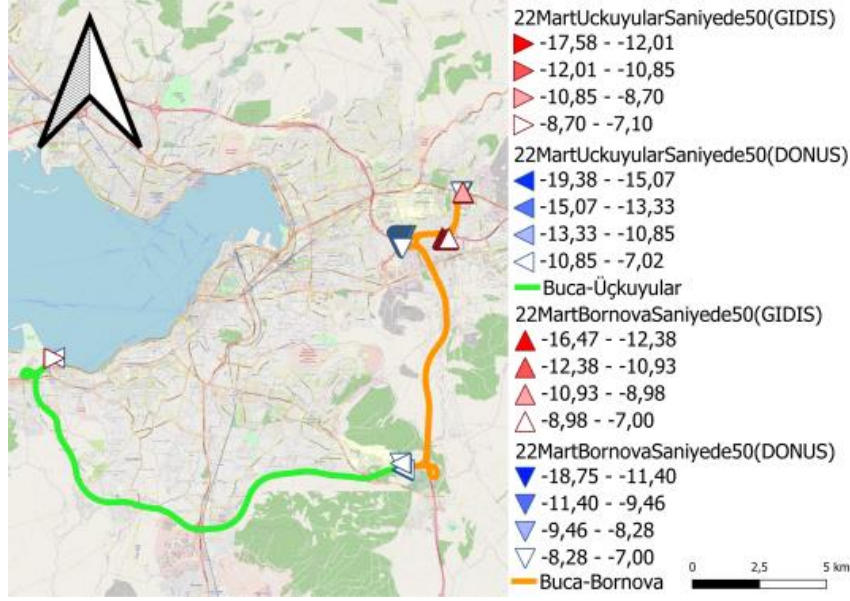 22MartUckuyularSaniyede50(GIDIS)
-17,58 - -12,01
-12,01 - -10,85
-10,85 - -8,70
-8,70 - -7,10
22MartUckuyularSaniyede50(DONUS)
-19,38 - -15,07
-15,07 - -13,33
-13,33 - -10,85
-10,85 - -7,02
Buca-Üçkuyular
22MartBornovaSaniyede50(GIDIS)
-16,47 - -12,38
-12,38 - -10,93
-10,93 - -8,98
-8,98 - -7,00
22MartBornovaSaniyede50(DONUS)
-18,75 - -11,40
-11,40 - -9,46
-9,46 - -8,28
-8,28 - -7,00
Buca-Bornova
0 2,5 5 km